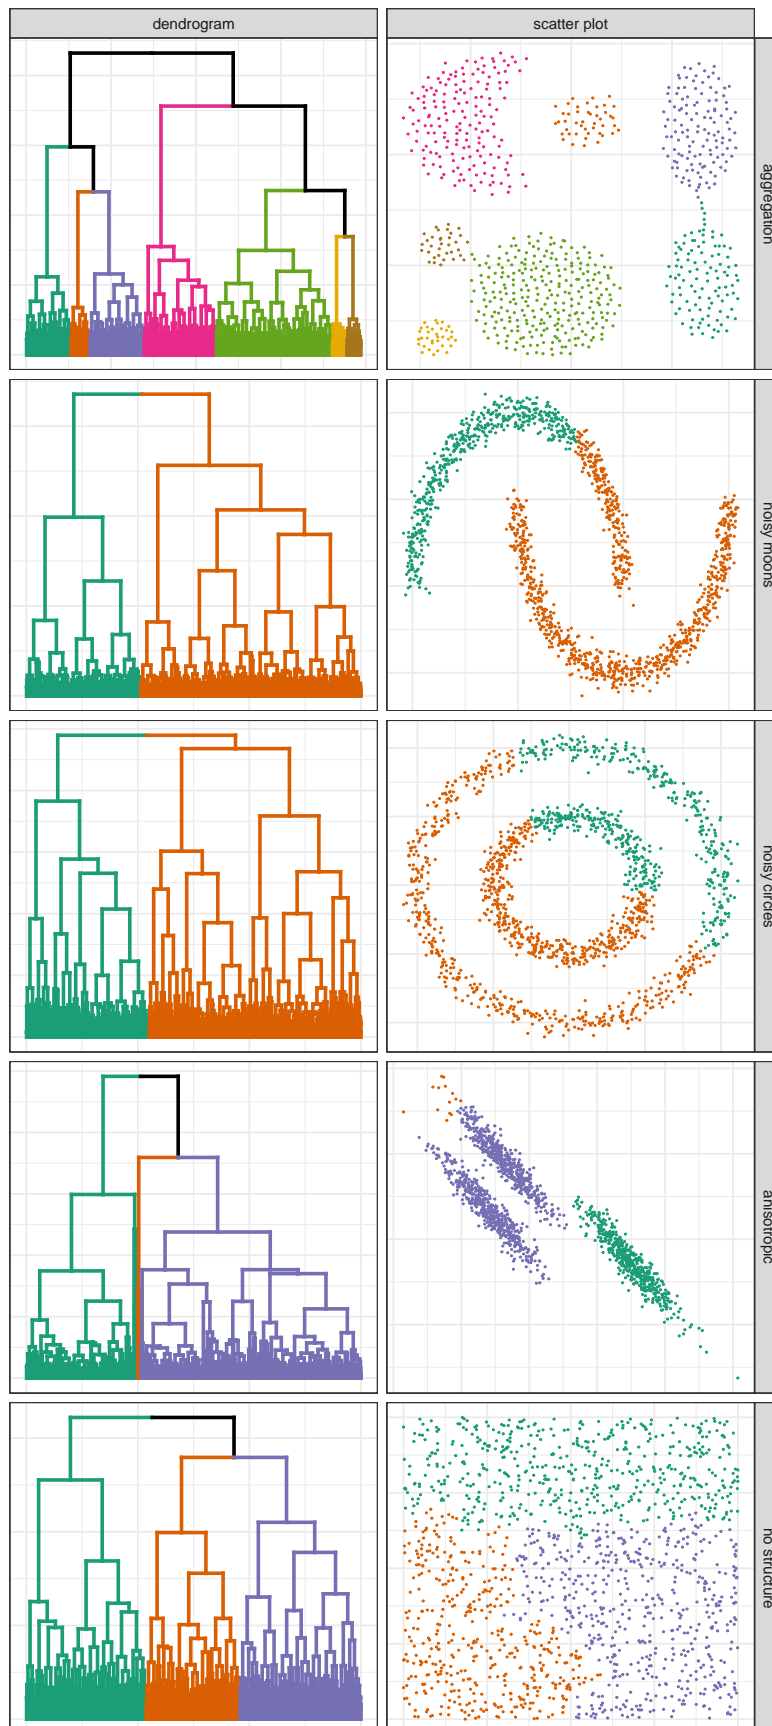 dendrogram
scatter plot
aggregation
noisy moons
noisy circles
anisotropic
no structure